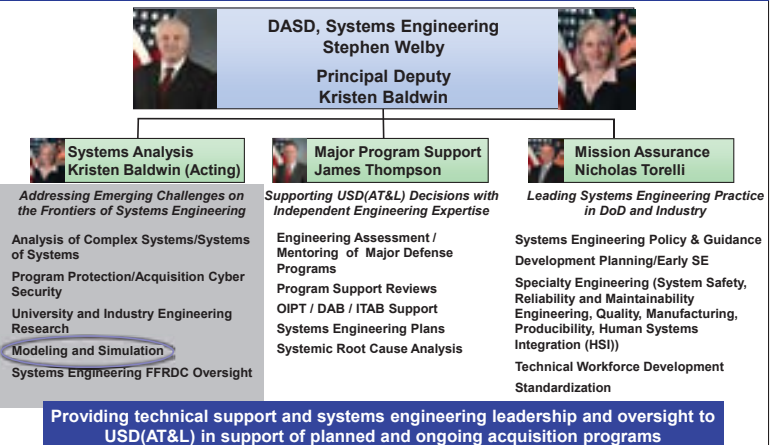 DASD, Systems Engineering
Stephen Welby
Principal Deputy
Kristen Baldwin
Systems Analysis
Kristen Baldwin (Acting)
Addressing Emerging Challenges on
the Frontiers of Systems Engineering
Analysis of Complex Systems/Systems
of Systems
Program Protection/Acquisition Cyber
Security
University and Industry Engineering
Research
Modeling and Simulation
Systems Engineering FFRDC Oversight
Major Program Support
James Thompson
Supporting USD(AT&L) Decisions with
Independent Engineering Expertise
Engineering Assessment /
Mentoring of Major Defense
Programs
Program Support Reviews
OIPT / DAB / ITAB Support
Systems Engineering Plans
Systemic Root Cause Analysis
Mission Assurance
Nicholas Torelli
Leading Systems Engineering Practice
in DoD and Industry
Systems Engineering Policy & Guidance
Development Planning/Early SE
Specialty Engineering (System Safety,
Reliability and Maintainability
Engineering, Quality, Manufacturing,
Producibility, Human Systems
Integration (HSI))
Technical Workforce Development
Standardization
Providing technical support and systems engineering leadership and oversight to
USD(AT&L) in support of planned and ongoing acquisition programs